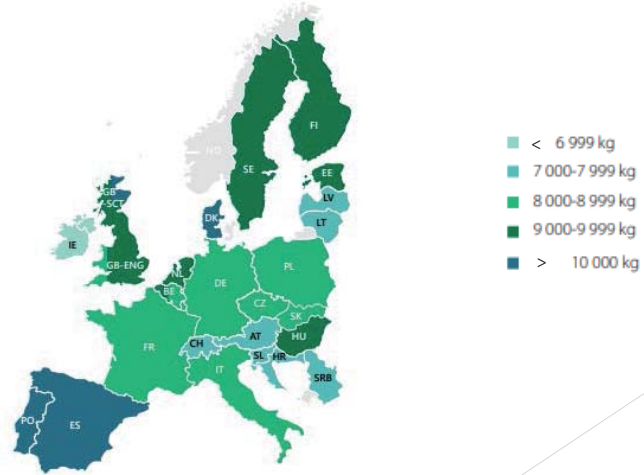 NO
FI
SE
EE
LV
LT
DK
GB
-SCT
IE
GB-ENG
NL
BE
DE
PL
CZ
SK
FR
CH
AT
HU
SL
HR
IT
SRB
PO
ES
< 6 999 kg
7 000-7 999 kg
8 000-8 999 kg
9 000-9 999 kg
> 10 000 kg